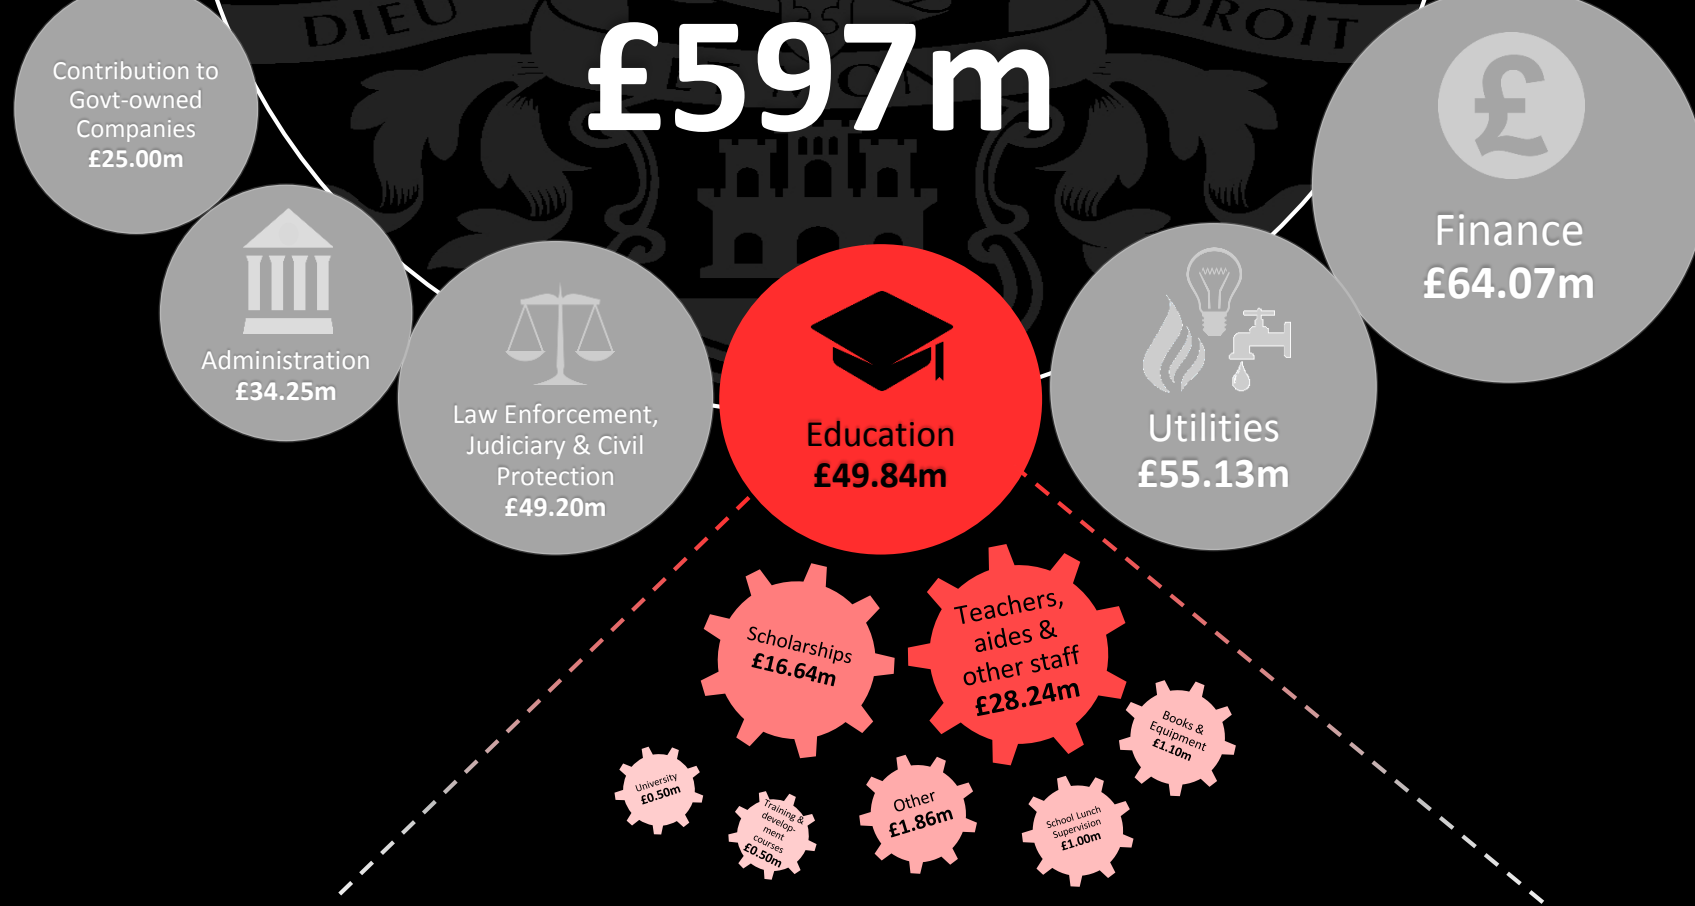 DIEU
DROIT
MON
£597m
Contribution to
Govt-owned
Companies
£25.00m
£
Finance
£64.07m
Administration
£34.25m
Law Enforcement,
Judiciary & Civil
Protection
£49.20m
Education
£49.84m
Utilities
£55.13m
Scholarships
£16.64m
Teachers,
aides &
other staff
£28.24m
Books &
Equipment
£1.10m
University
£0.50m
Training &
develop-
ment
courses
£0.50m
Other
£1.86m
School Lunch
Supervision
£1.00m